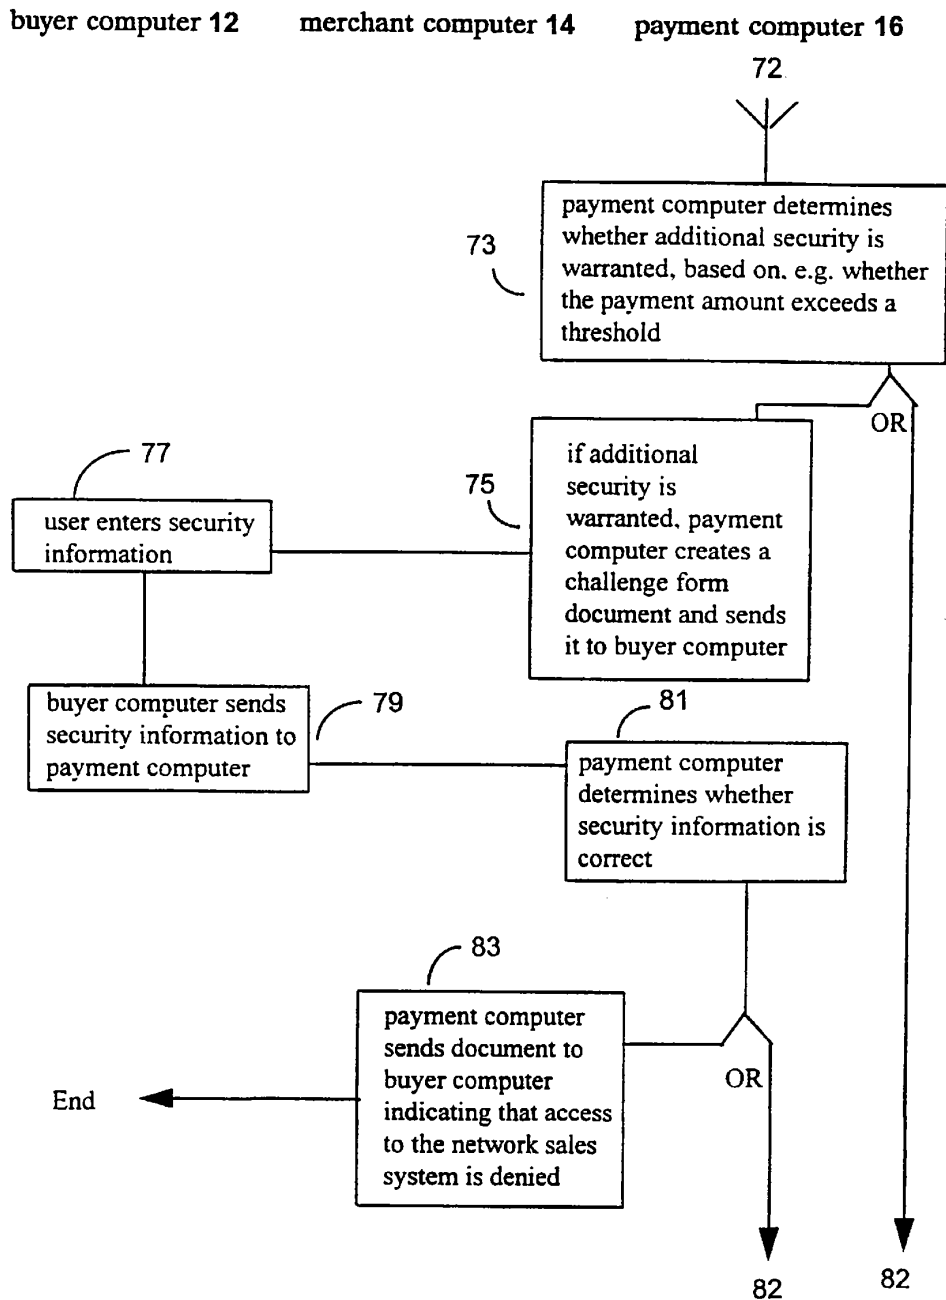 buyer computer 12 merchant computer 14 payment computer 16
72
payment computer determines
whether additional security is
warranted, based on. e.g. whether
the payment amount exceeds a
threshold
73
OR
77
user enters security
information
75
if additional
security is
warranted, payment
computer creates a
challenge form
document and sends
it to buyer computer
buyer computer sends
security information to
payment computer
79
81
payment computer
determines whether
security information is
correct
83
payment computer
sends document to
buyer computer
indicating that access
to the network sales
system is denied
OR
End
82
82